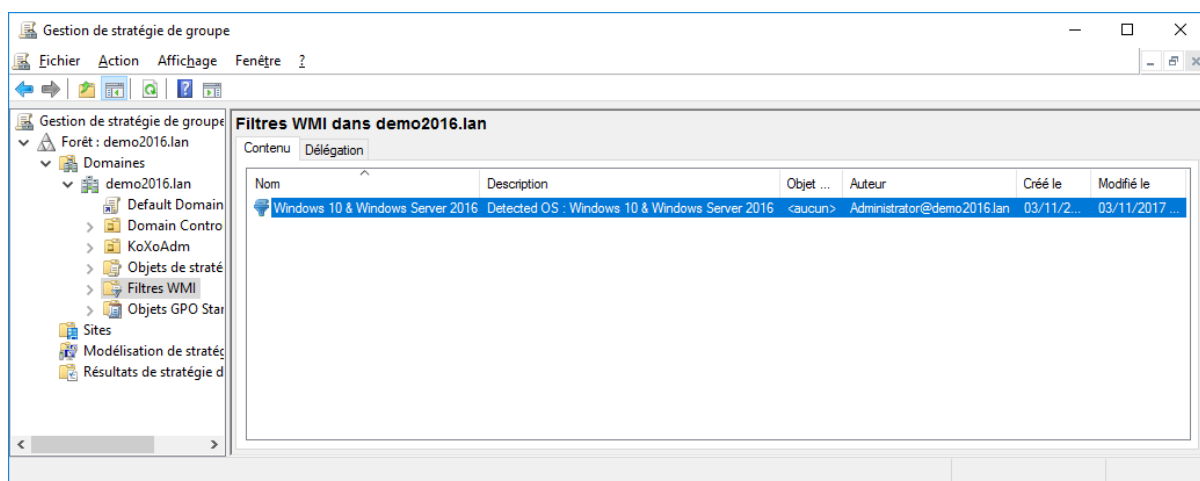 Gestion de stratégie de groupe
Fichier Action Affichage Fenêtre ?
Gestion de stratégie de groupe
Forêt : demo2016.lan
Domaines
demo2016.lan
Default Domain
Domain Contro
KoXoAdm
Objets de straté
Filtres WMI
Objets GPO Star
Sites
Modélisation de stratég
Résultats de stratégie d
Filtres WMI dans demo2016.lan
Contenu Délégation
Nom Description Objet ... Auteur Créé le Modifié le
Windows 10 & Windows Server 2016 Detected OS : Windows 10 & Windows Server 2016 <aucun> Administrator@demo2016.lan 03/11/2... 03/11/2017 ...